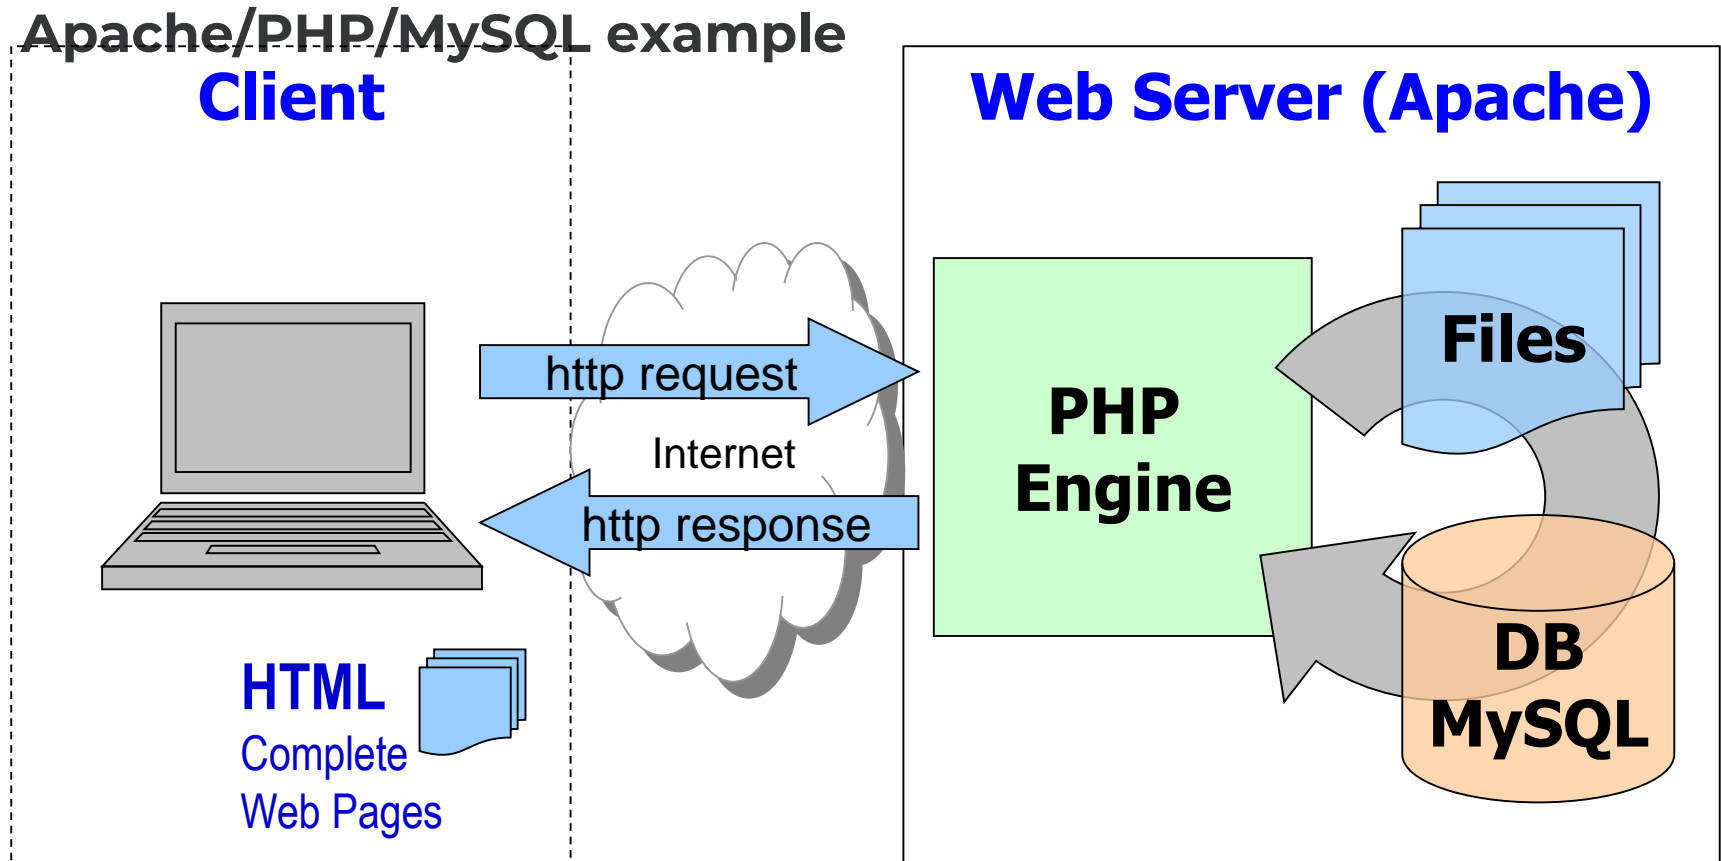 Apache/PHP/MySQL example
Client
Web Server (Apache)
http request
Internet
http response
PHP
Engine
Files
DB
MySQL
HTML
Complete
Web Pages